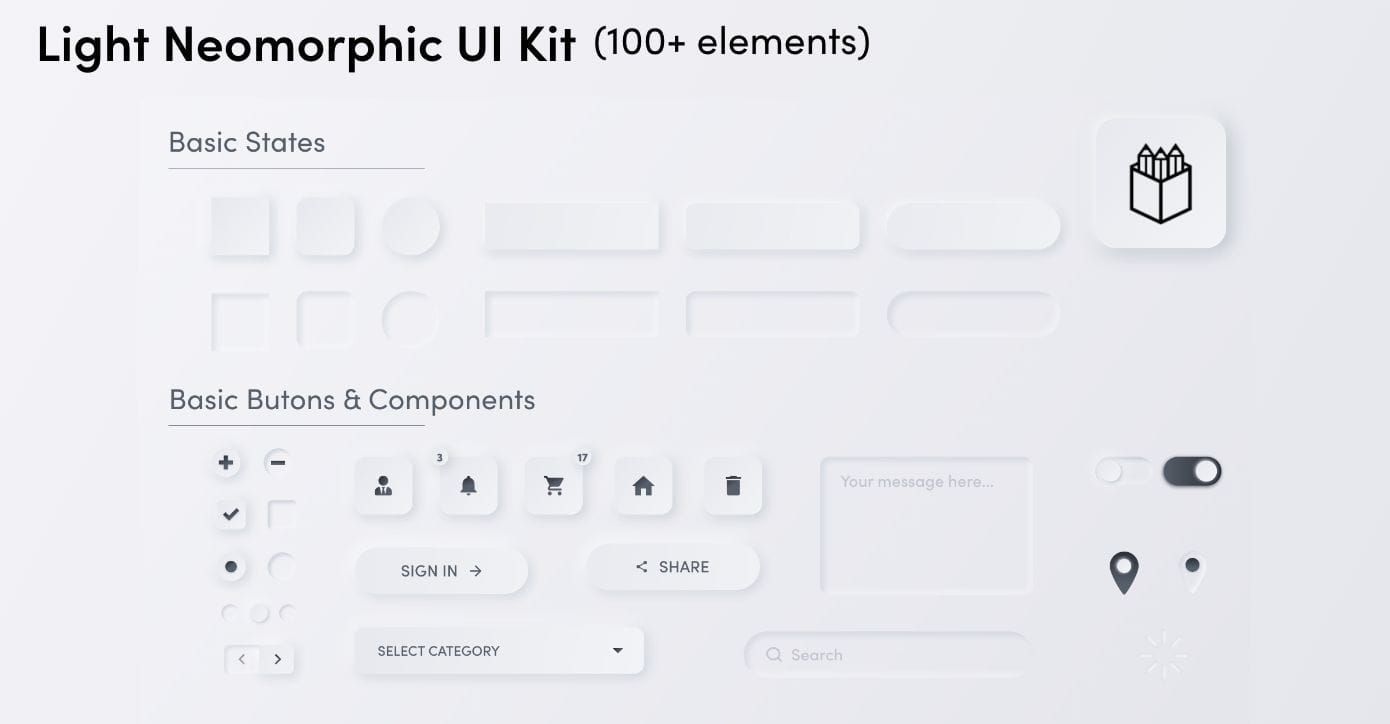 Light Neomorphic UI Kit (100+ elements)
Basic States
Basic Butons & Components
3
17
Your message here...
SIGN IN
SHARE
SELECT CATEGORY
Search